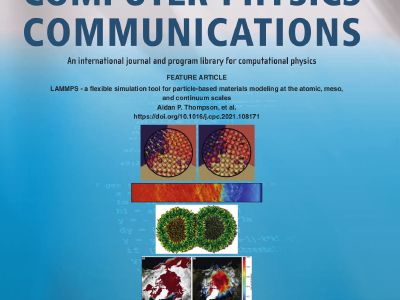 COMPUTER PHYSICS
COMMUNICATIONS
An international journal and program library for computational physics
FEATURE ARTICLE
LAMMPS - a flexible simulation tool for particle-based materials modeling at the atomic, meso,
and continuum scales
Aidan P. Thompson, et al.
https://doi.org/10.1016/j.cpc.2021.108171